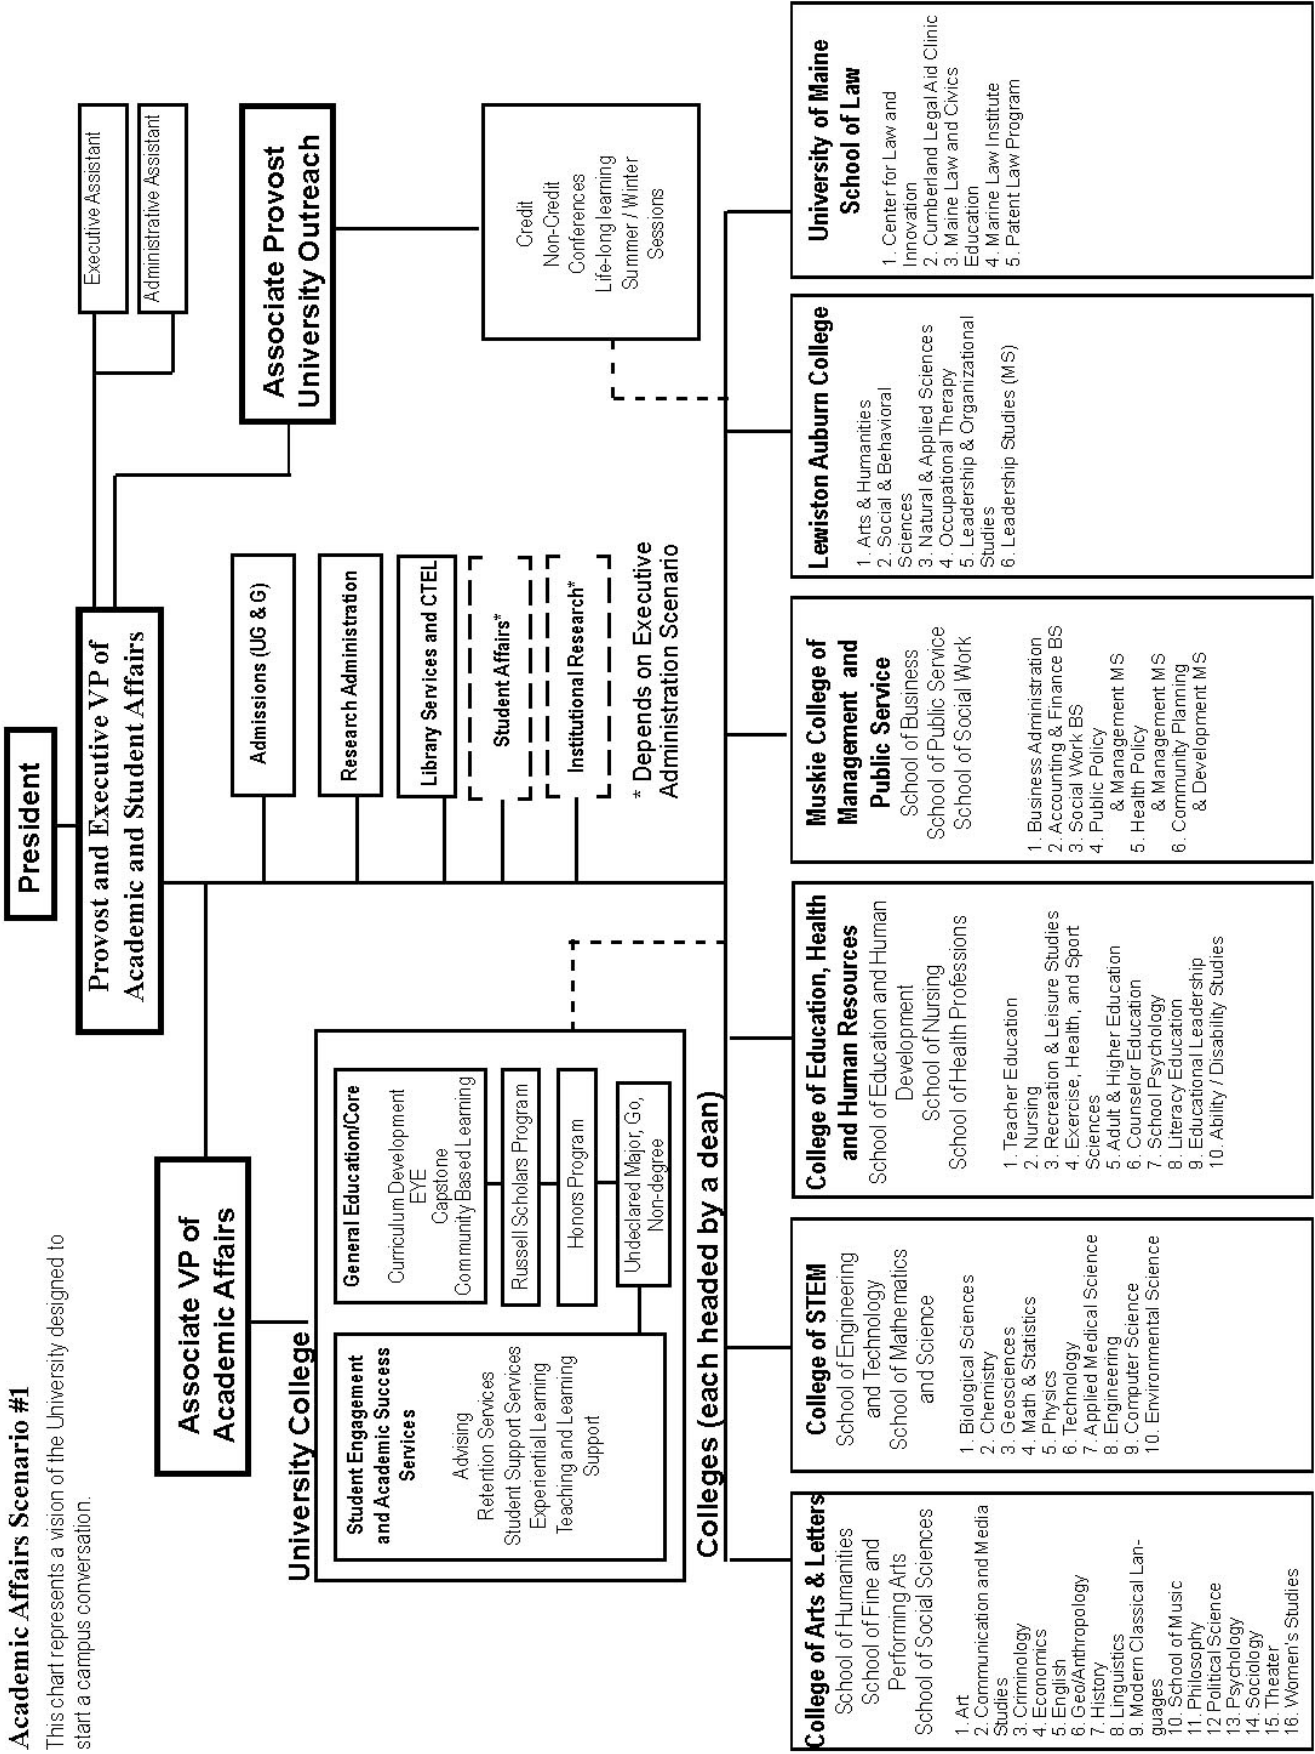 Academic Affairs Scenario #1
This chart represents a vision of the University designed to
start a campus conversation.
President
Provost and Executive VP of
Academic and Student Affairs
Executive Assistant
Administrative Assistant
Associate VP of
Academic Affairs
Associate Provost
University Outreach
Admissions (UG & G)
Research Administration
Library Services and CTEL
Student Affairs*
Institutional Research*
* Depends on Executive
Administration Scenario
Credit
Non-Credit
Conferences
Life-long learning
Summer / Winter
Sessions
University College
Student Engagement
and Academic Success
Services
Advising
Retention Services
Student Support Services
Experiential Learning
Teaching and Learning
Support
General Education/Core
Curriculum Development
EYE
Capstone
Community Based Learning
Russell Scholars Program
Honors Program
Undeclared Major, Go,
Non-degree
Colleges (each headed by a dean)
College of Arts & Letters
School of Humanities
School of Fine and
Performing Arts
School of Social Sciences
1. Art
2. Communication and Media
Studies
3. Criminology
4. Economics
5. English
6. Geo/Anthropology
7. History
8. Linguistics
9. Modern Classical Lan-
guages
10. School of Music
11. Philosophy
12 Political Science
13. Psychology
14. Sociology
15. Theater
16. Women's Studies
College of STEM
School of Engineering
and Technology
School of Mathematics
and Science
1. Biological Sciences
2. Chemistry
3. Geosciences
4. Math & Statistics
5. Physics
6. Technology
7. Applied Medical Science
8. Engineering
9. Computer Science
10. Environmental Science
College of Education, Health
and Human Resources
School of Education and Human
Development
School of Nursing
School of Health Professions
1. Teacher Education
2. Nursing
3. Recreation & Leisure Studies
4. Exercise, Health, and Sport
Sciences
5. Adult & Higher Education
6. Counselor Education
7. School Psychology
8. Literacy Education
9. Educational Leadership
10. Ability / Disability Studies
Muskie College of
Management and
Public Service
School of Business
School of Public Service
School of Social Work
1. Business Administration
2. Accounting & Finance BS
3. Social Work BS
4. Public Policy
& Management MS
5. Health Policy
& Management MS
6. Community Planning
& Development MS
Lewiston Auburn College
1. Arts & Humanities
2. Social & Behavioral
Sciences
3. Natural & Applied Sciences
4. Occupational Therapy
5. Leadership & Organizational
Studies
6. Leadership Studies (MS)
University of Maine
School of Law
1. Center for Law and
Innovation
2. Cumberland Legal Aid Clinic
3. Maine Law and Civics
Education
4. Marine Law Institute
5. Patent Law Program